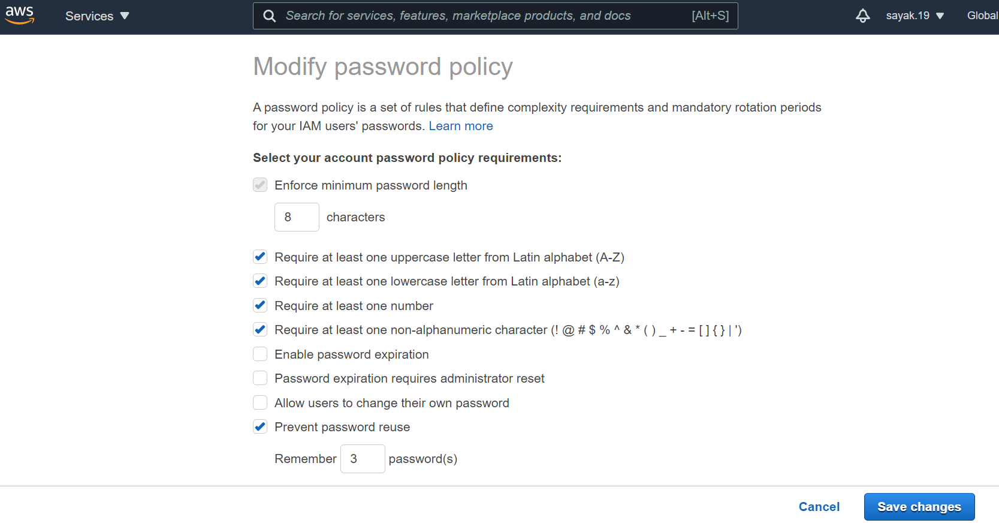 aws Services Search for services, features, marketplace products, and docs [Alt+S] sayak.19 Global
Modify password policy
A password policy is a set of rules that define complexity requirements and mandatory rotation periods
for your IAM users' passwords. Learn more
Select your account password policy requirements:
Enforce minimum password length
8 characters
Require at least one uppercase letter from Latin alphabet (A-Z)
Require at least one lowercase letter from Latin alphabet (a-z)
Require at least one number
Require at least one non-alphanumeric character (! @ # $ % ^ & * ( ) _ + - = [ ] { } | ')
Enable password expiration
Password expiration requires administrator reset
Allow users to change their own password
Prevent password reuse
Remember 3 password(s)
Cancel Save changes